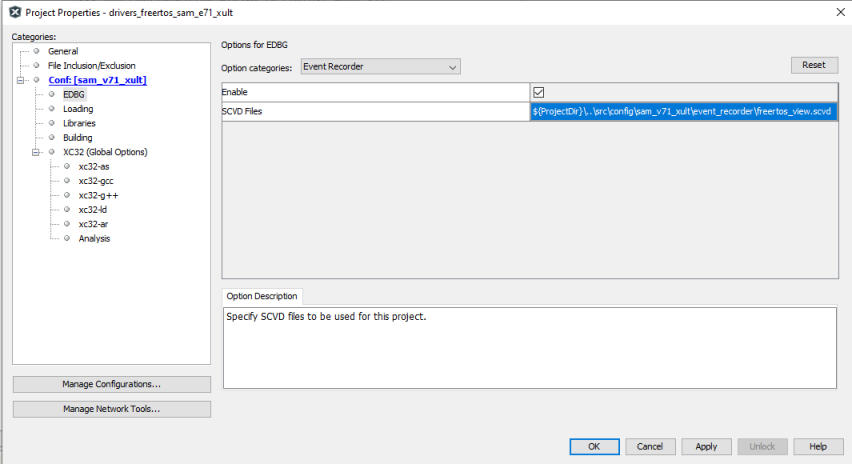 Project Properties - drivers_freertos_sam_e71_xult
Categories:
General
File Inclusion/Exclusion
Conf: [sam_v71_xult]
EDBG
Loading
Libraries
Building
XC32 (Global Options)
xc32-as
xc32-gcc
xc32-g++
xc32-ld
xc32-ar
Analysis
Manage Configurations...
Manage Network Tools...
Options for EDBG
Option categories: Event Recorder Reset
Enable
SCVD Files ${ProjectDir}\..\src\config\sam_v71_xult\event_recorder\freertos_view.scvd
Option Description
Specify SCVD files to be used for this project.
OK Cancel Apply Unlock Help